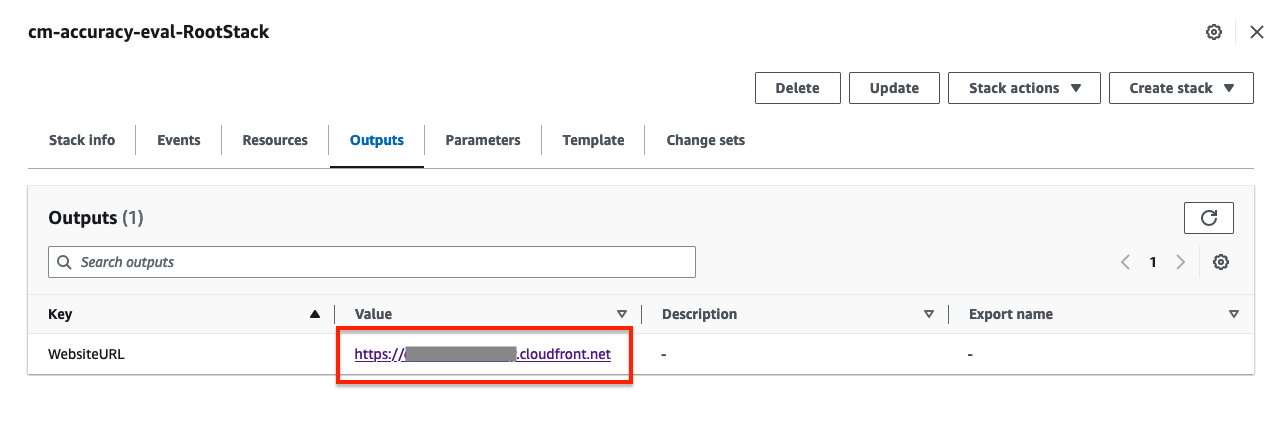 cm-accuracy-eval-RootStack
Delete Update Stack actions Create stack
Stack info Events Resources Outputs Parameters Template Change sets
Outputs (1)
Search outputs
1
Key Value Description Export name
WebsiteURL https:// .cloudfront.net - -